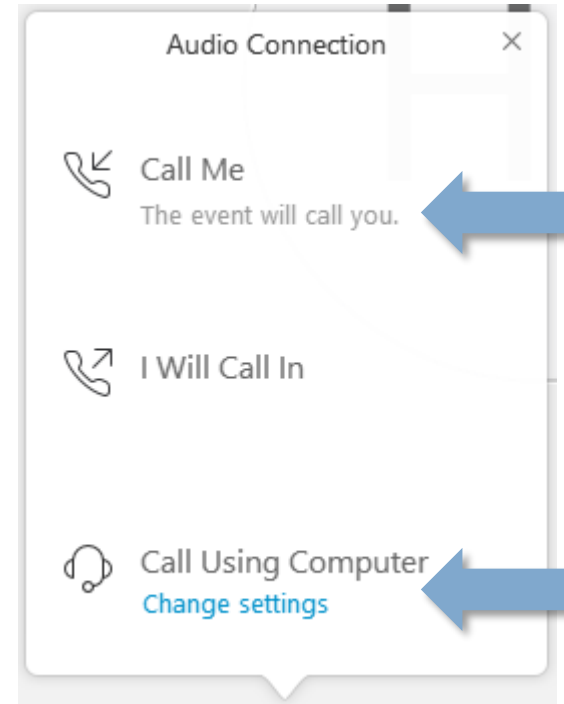 Audio Connection
Call Me
The event will call you.
I Will Call In
Call Using Computer
Change settings